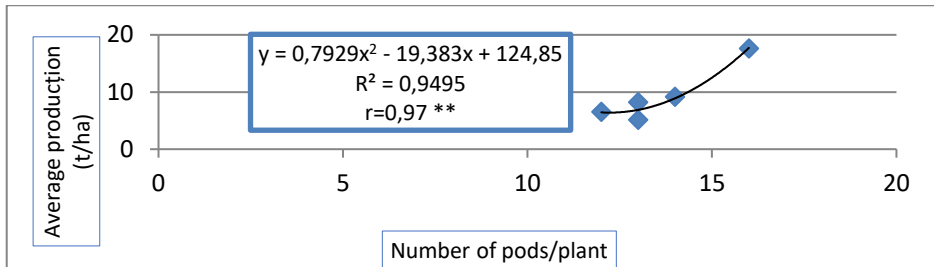 Average production
(t/ha)
20
10
0
y = 0,7929x² - 19,383x + 124,85
R² = 0,9495
r=0,97 **
0
5
10
15
20
Number of pods/plant